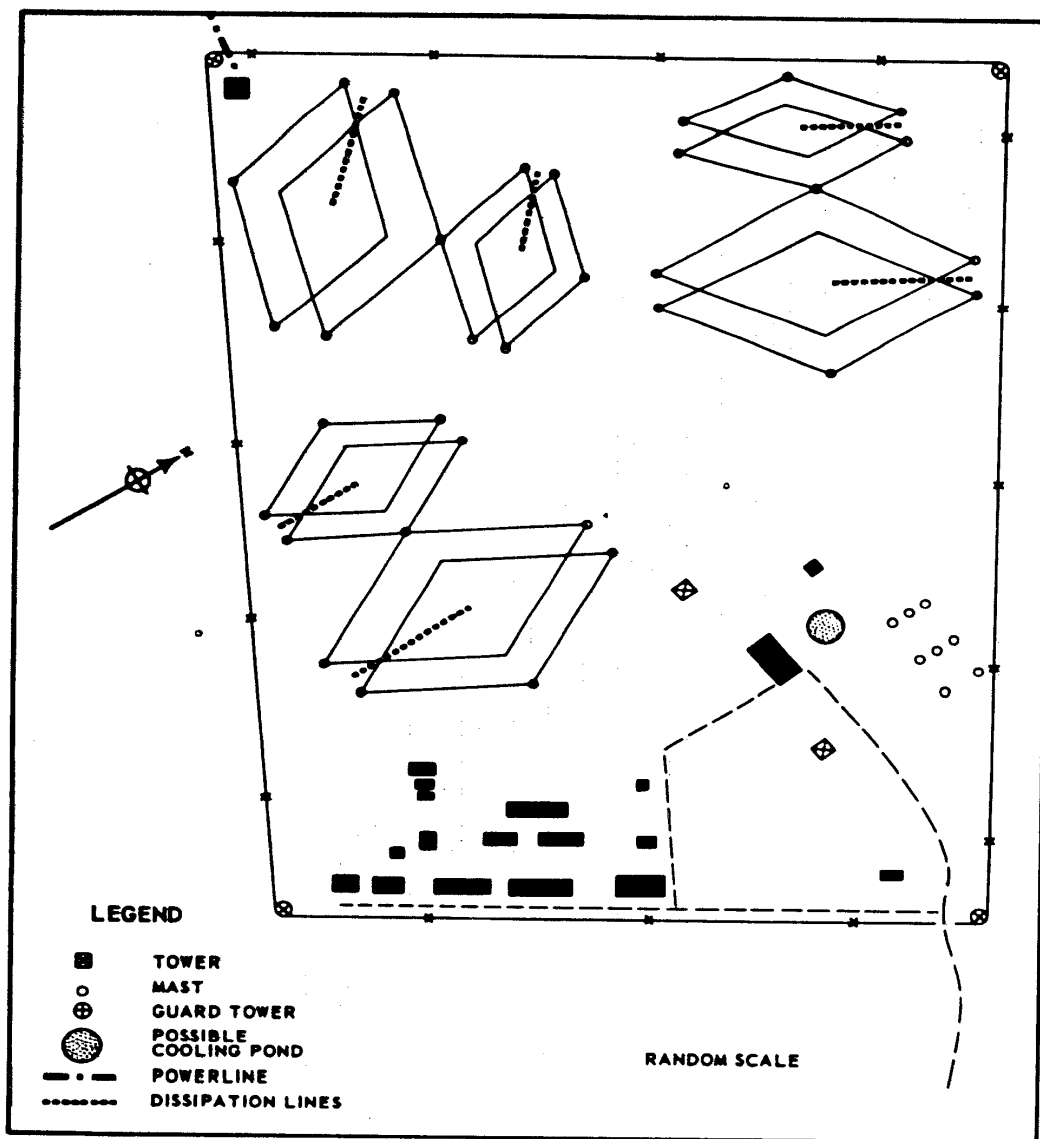 N
LEGEND
TOWER
MAST
GUARD TOWER
POSSIBLE
COOLING POND
POWERLINE
DISSIPATION LINES
RANDOM SCALE